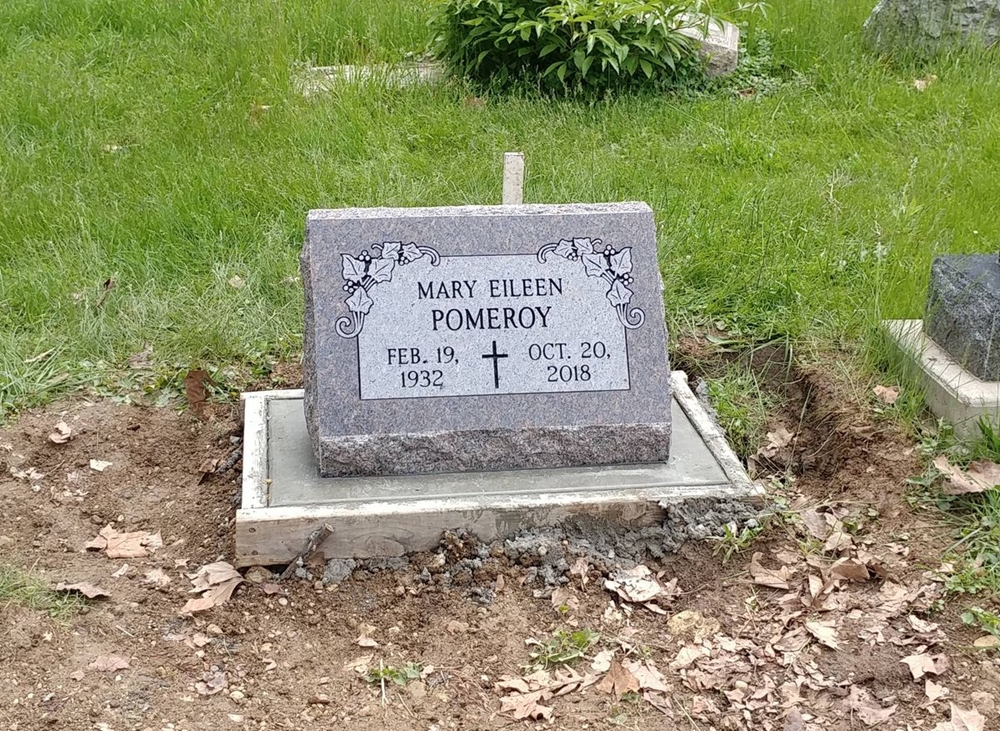 MARY EILEEN
POMEROY
FEB. 19, OCT. 20,
1932 2018